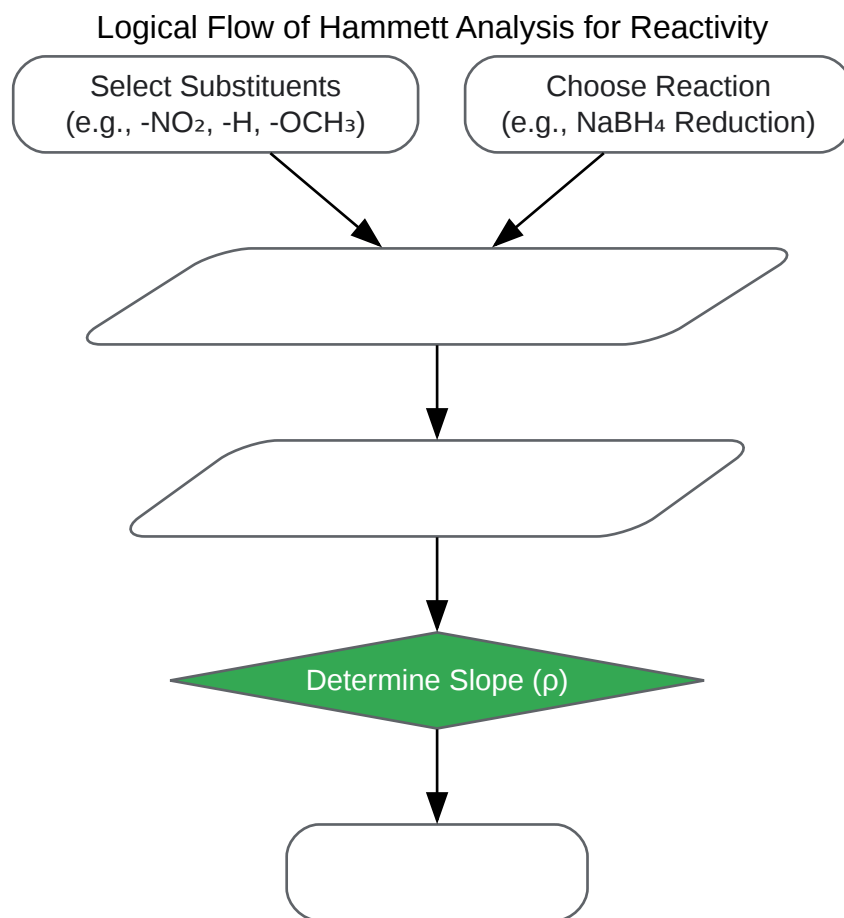 Logical Flow of Hammett Analysis for Reactivity
Select Substituents
(e.g., -NO₂, -H, -OCH₃)
Choose Reaction
(e.g., NaBH₄ Reduction)
Determine Slope (ρ)